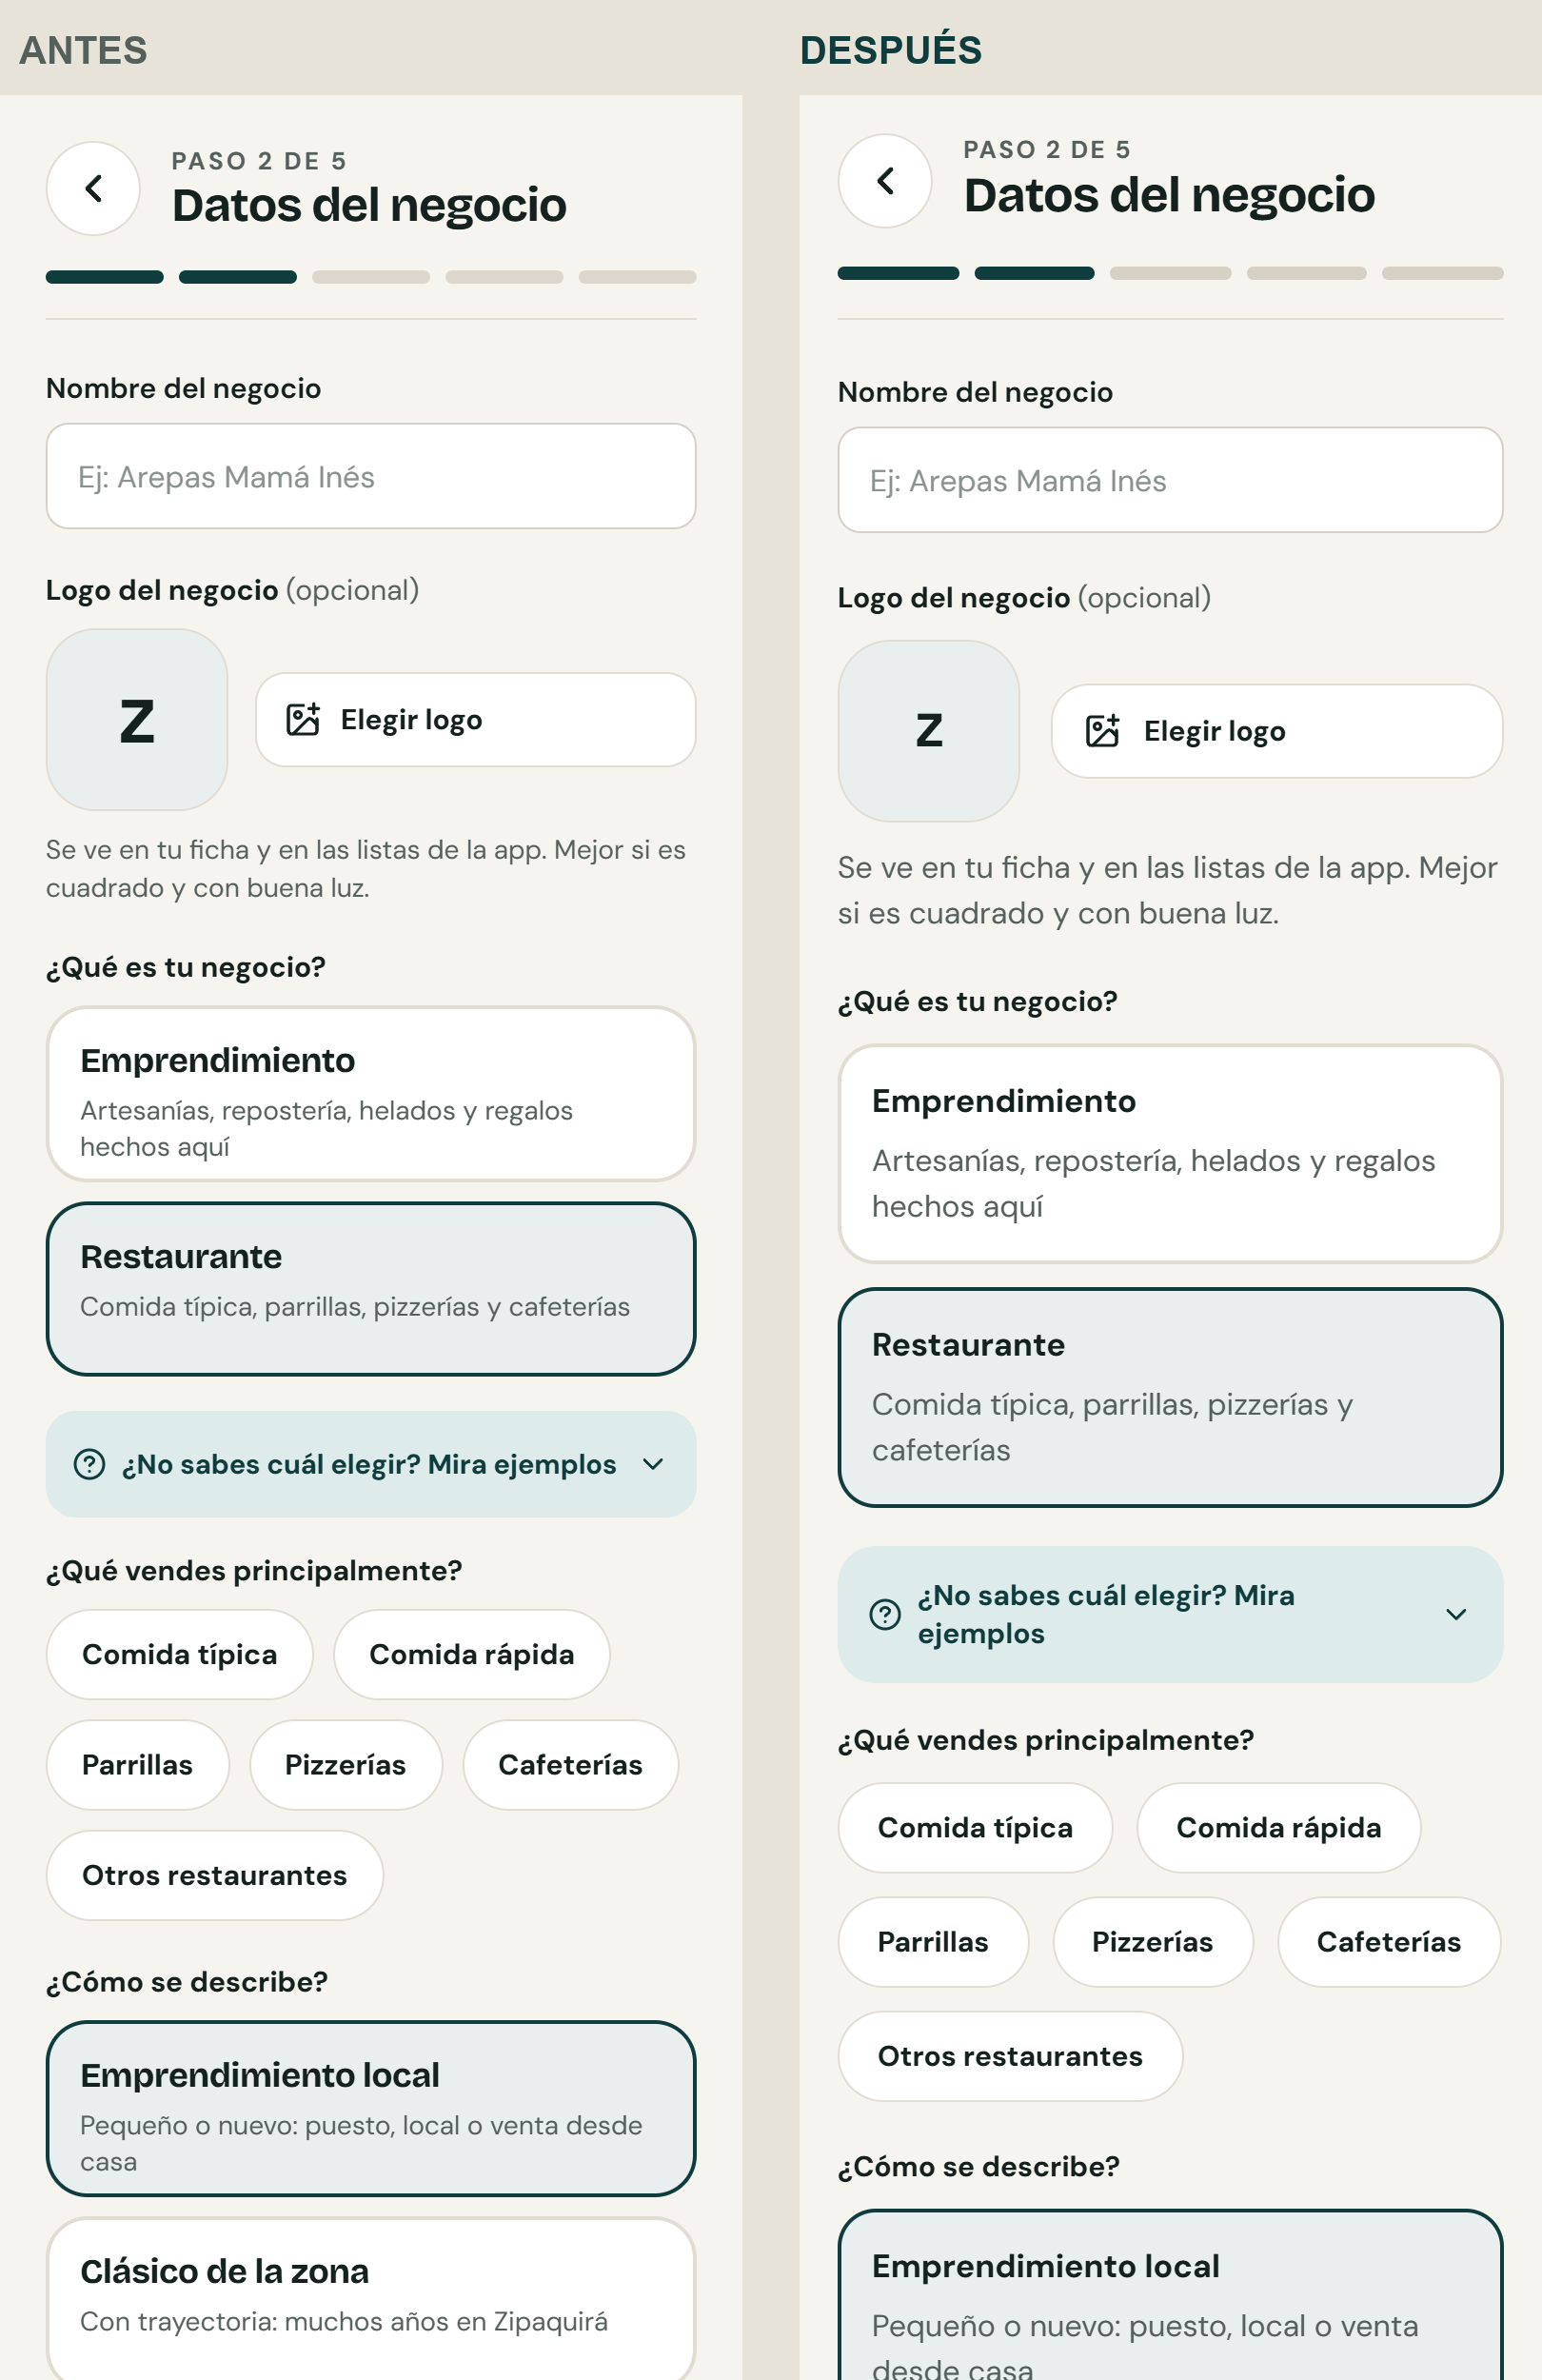 ANTES
PASO 2 DE 5
Datos del negocio
Nombre del negocio
Ej: Arepas Mamá Inés
Logo del negocio (opcional)
Z
Elegir logo
Se ve en tu ficha y en las listas de la app. Mejor si es
cuadrado y con buena luz.
¿Qué es tu negocio?
Emprendimiento
Artesanías, repostería, helados y regalos
hechos aquí
Restaurante
Comida típica, parrillas, pizzerías y cafeterías
¿No sabes cuál elegir? Mira ejemplos
¿Qué vendes principalmente?
Comida típica
Comida rápida
Parrillas
Pizzerías
Cafeterías
Otros restaurantes
¿Cómo se describe?
Emprendimiento local
Pequeño o nuevo: puesto, local o venta desde
casa
Clásico de la zona
Con trayectoria: muchos años en Zipaquirá
DESPUÉS
PASO 2 DE 5
Datos del negocio
Nombre del negocio
Ej: Arepas Mamá Inés
Logo del negocio (opcional)
Z
Elegir logo
Se ve en tu ficha y en las listas de la app. Mejor
si es cuadrado y con buena luz.
¿Qué es tu negocio?
Emprendimiento
Artesanías, repostería, helados y regalos
hechos aquí
Restaurante
Comida típica, parrillas, pizzerías y
cafeterías
¿No sabes cuál elegir? Mira
ejemplos
¿Qué vendes principalmente?
Comida típica
Comida rápida
Parrillas
Pizzerías
Cafeterías
Otros restaurantes
¿Cómo se describe?
Emprendimiento local
Pequeño o nuevo: puesto, local o venta
desde casa